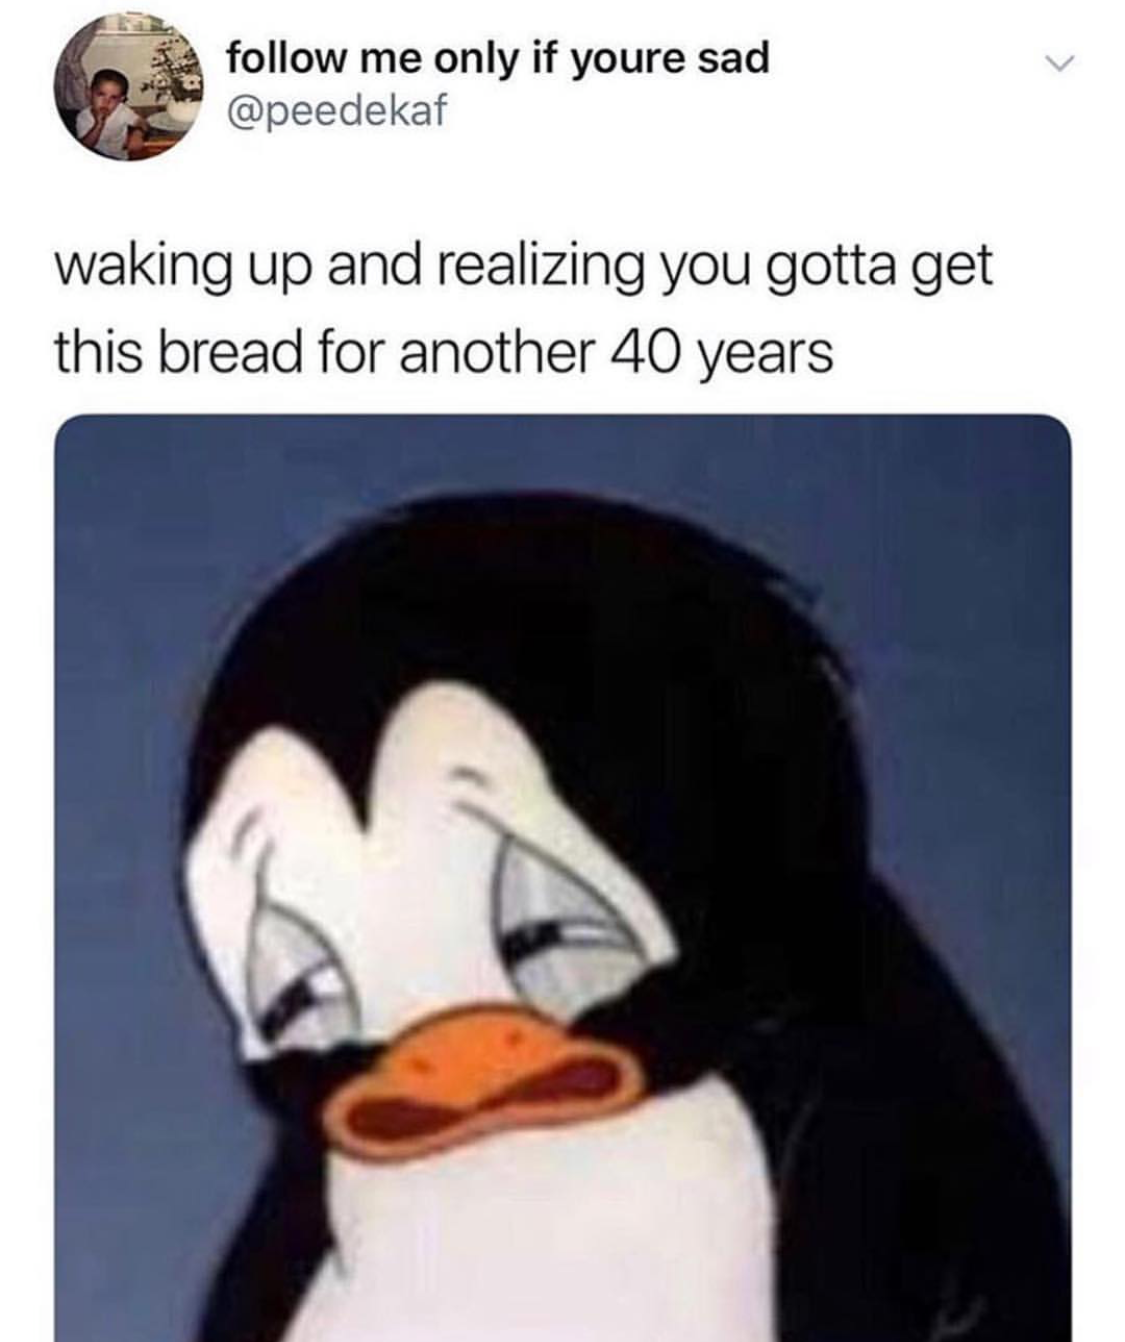 follow me only if youre sad
@peedekaf
waking up and realizing you gotta get
this bread for another 40 years